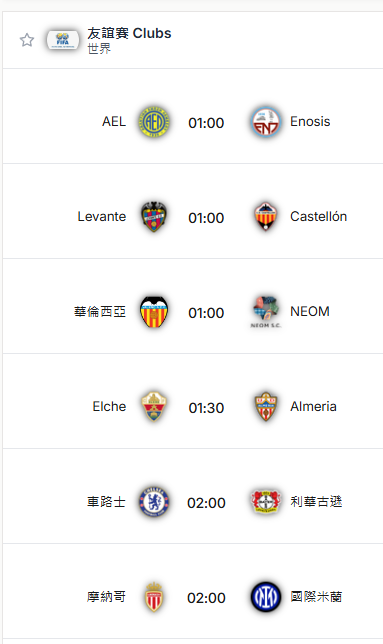 FIFA
友誼賽 Clubs
世界
AEL 01:00 Enosis
Levante 01:00 Castellón
華倫西亞 01:00 NEOM
NEOM S.C.
Elche 01:30 Almeria
車路士 02:00 利華古遜
摩納哥 02:00 國際米蘭